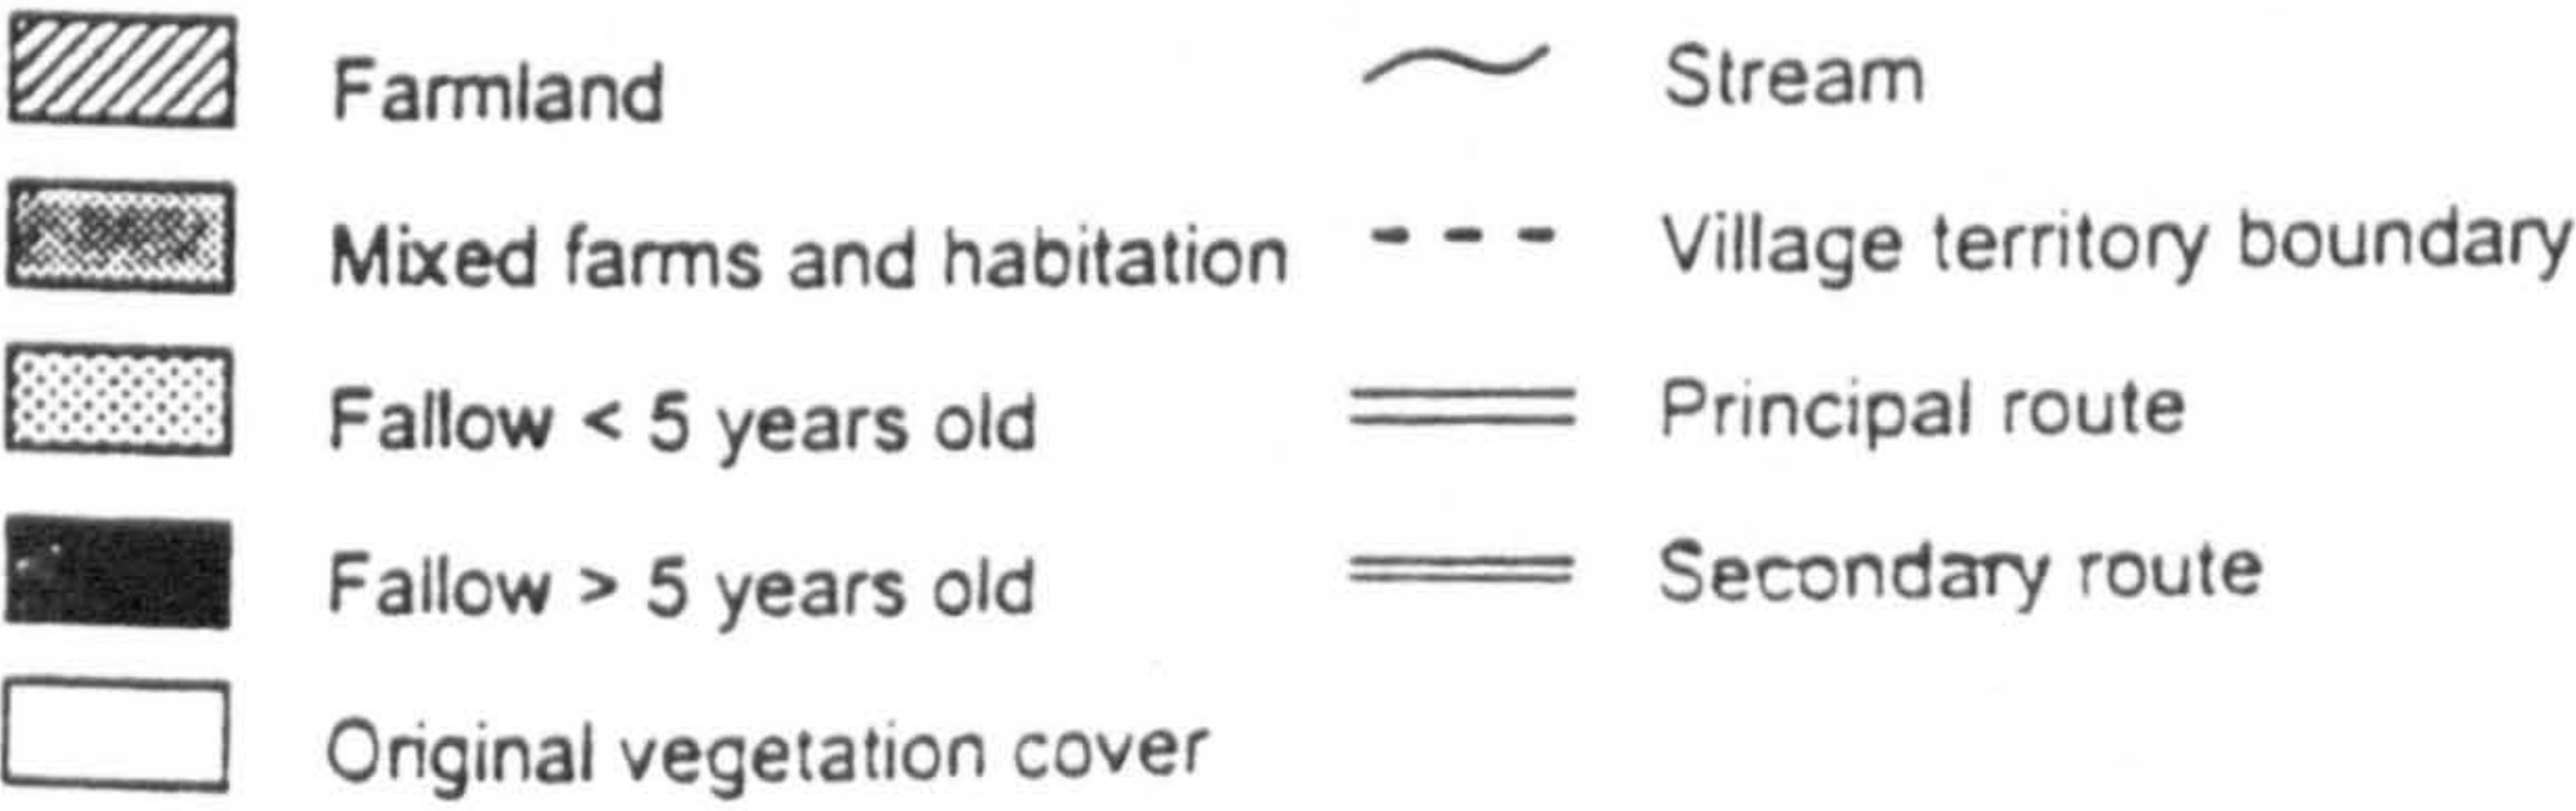 Farmland
Mixed farms and habitation
Fallow < 5 years old
Fallow > 5 years old
Original vegetation cover
Stream
Village territory boundary
Principal route
Secondary route